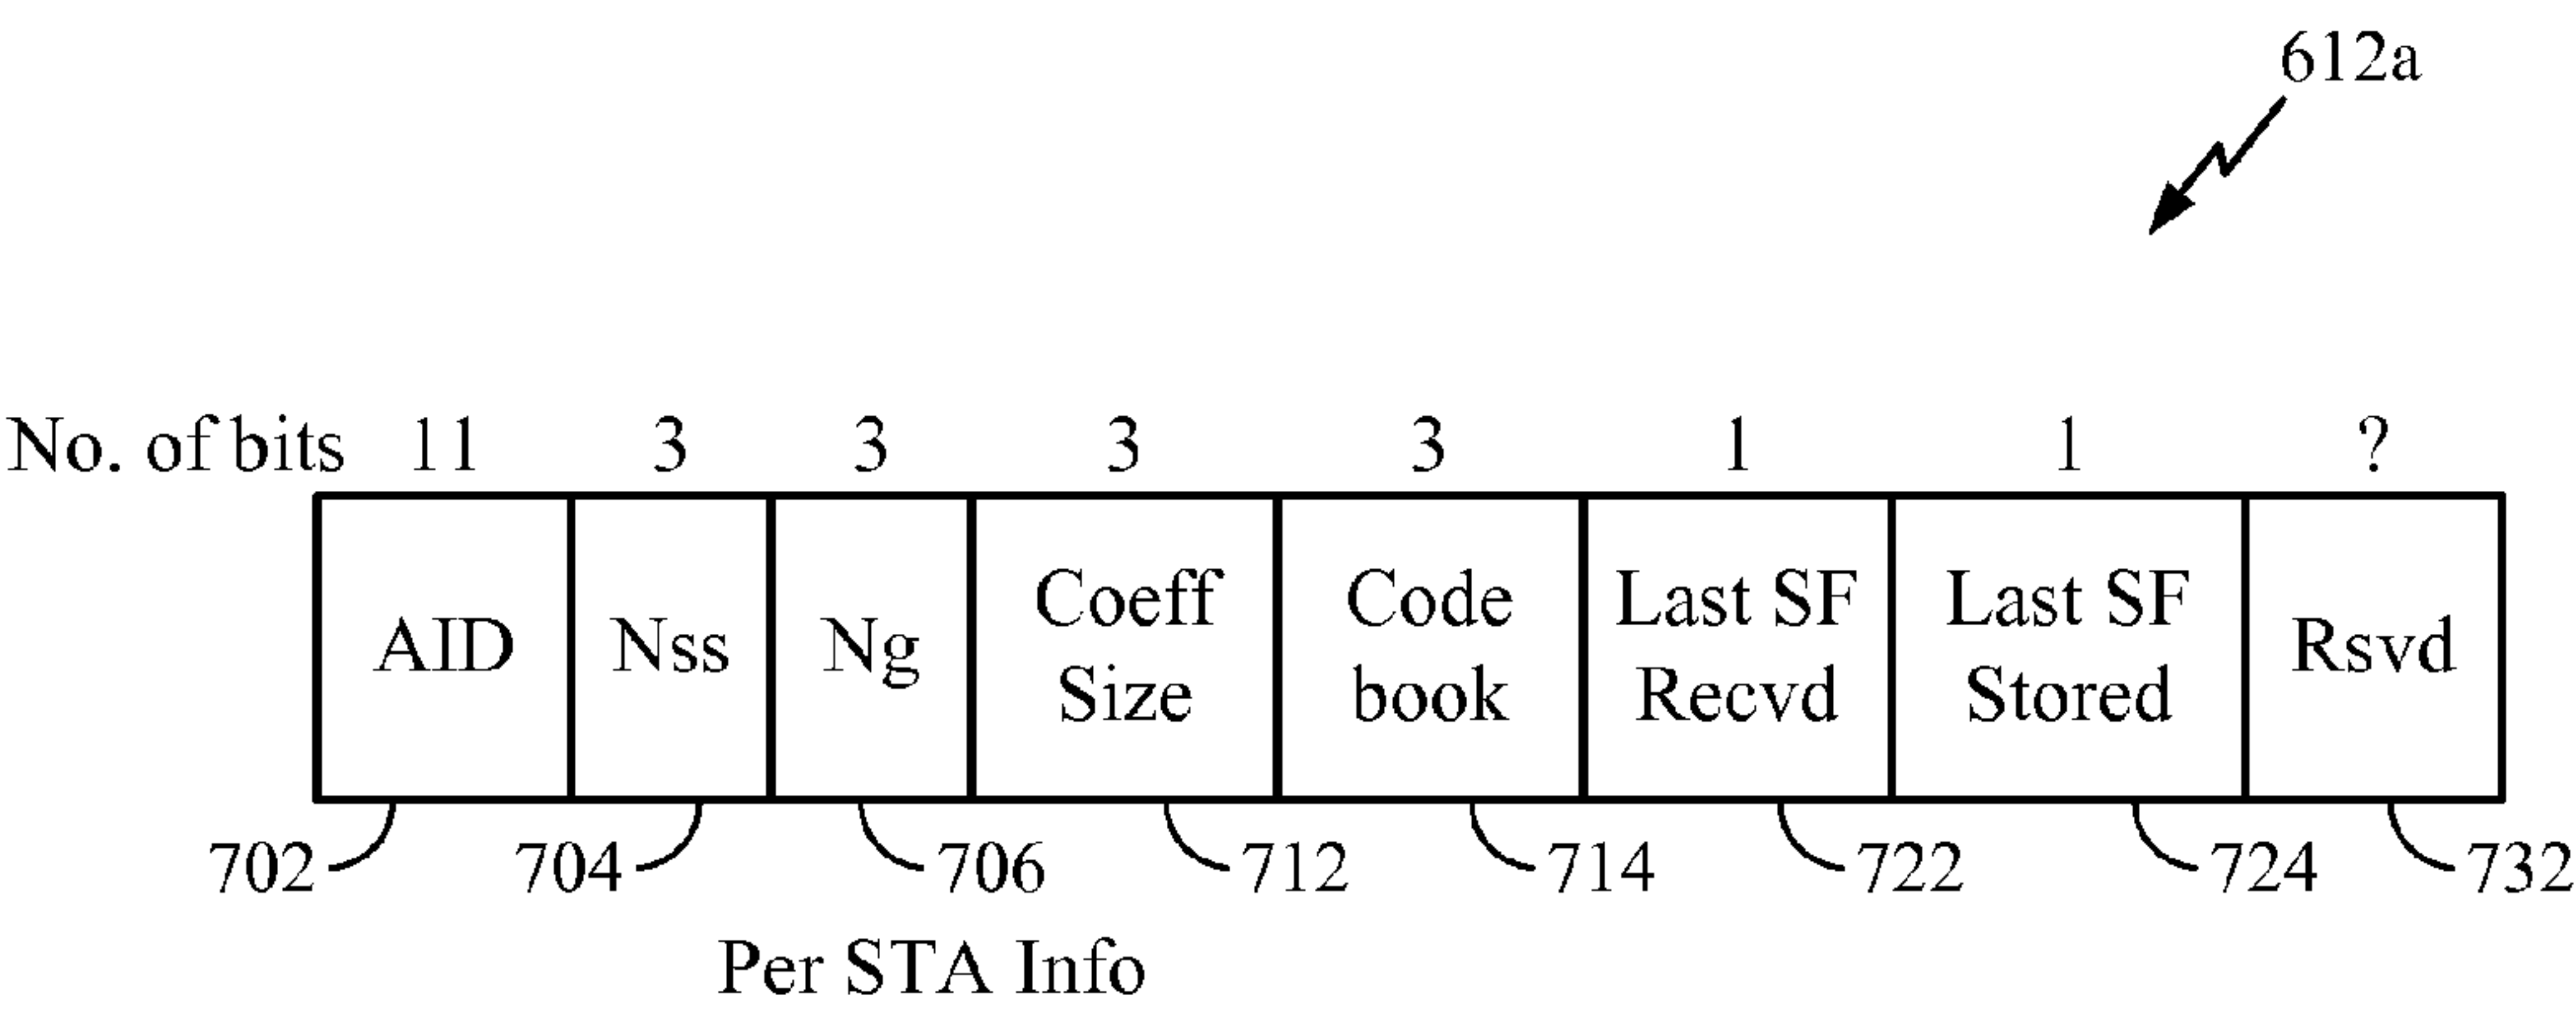 612a
No. of bits 11 3 3 3 3 1 1 ?
AID Nss Ng Coeff Size Code book Last SF Recvd Last SF Stored Rsvd
702 704 706 712 714 722 724 732
Per STA Info